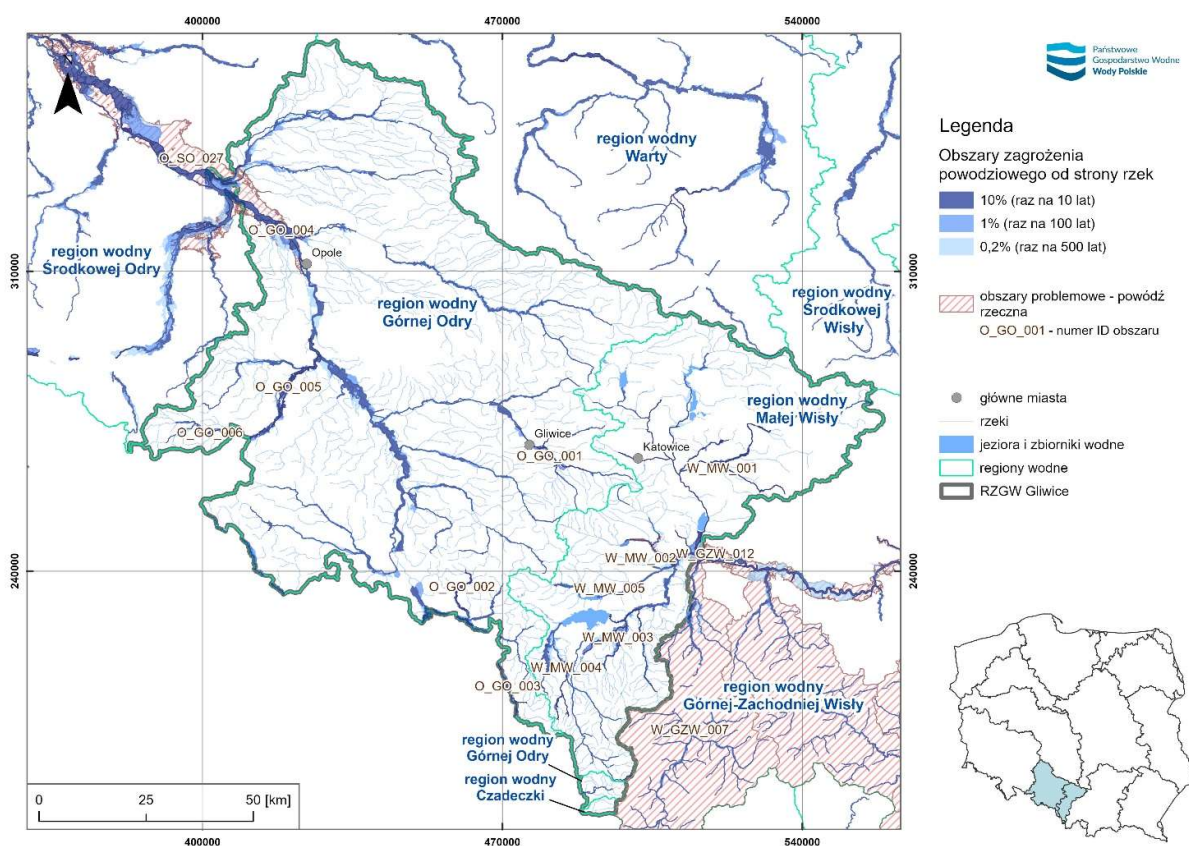 400000
470000
540000
310000
310000
240000
240000
400000
470000
540000
O_SO_027
region wodny
Środkowej Odry
O_GO_004
Opole
region wodny
Warty
region wodny
Górnej Odry
region wodny
Środkowej
Wisły
O_GO_005
O_GO_006
region wodny
Małej Wisły
Gliwice
O_GO_001
Katowice
W_MW_001
W_MW_002
W_GZW_012
O_GO_002
W_MW_005
W_MW_003
W_MW_004
O_GO_003
region wodny
Górnej-Zachodniej Wisły
W_GZW_007
region wodny
Górnej Odry
region wodny
Czadeczki
0
25
50 [km]
Państwowe
Gospodarstwo Wodne
Wody Polskie
Legenda
Obszary zagrożenia
powodziowego od strony rzek
10% (raz na 10 lat)
1% (raz na 100 lat)
0,2% (raz na 500 lat)
obszary problemowe - powódź
rzeczna
O_GO_001 - numer ID obszaru
główne miasta
rzeki
jeziora i zbiorniki wodne
regiony wodne
RZGW Gliwice